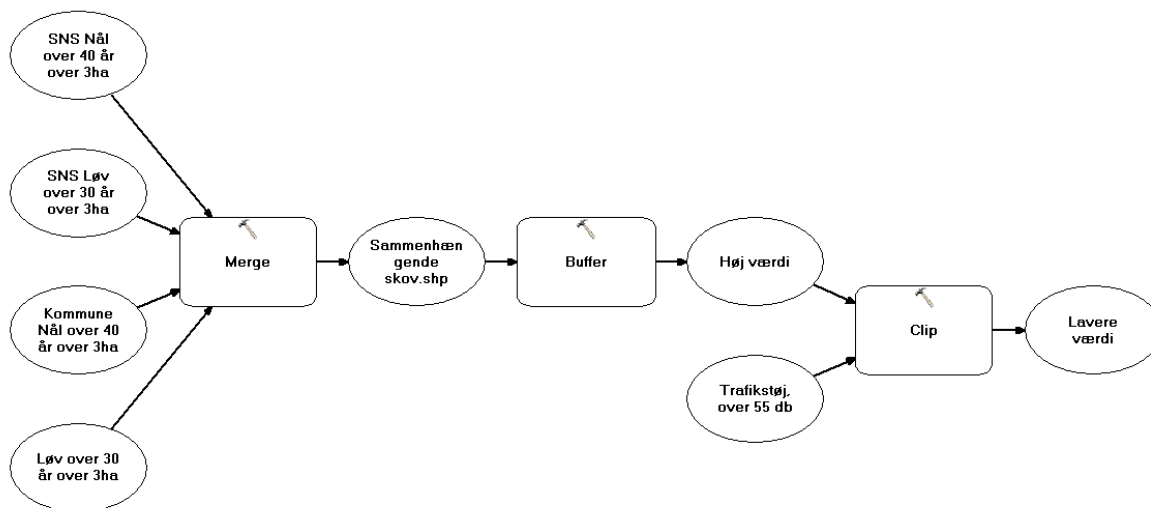 SNS Nål
over 40 år
over 3ha
SNS Løv
over 30 år
over 3ha
Kommune
Nål over 40
år over 3ha
Løv over 30
år over 3ha
Merge
Sammenhæn
gende
skov.shp
Buffer
Høj værdi
Trafikstøj,
over 55 db
Clip
Lavere
værdi